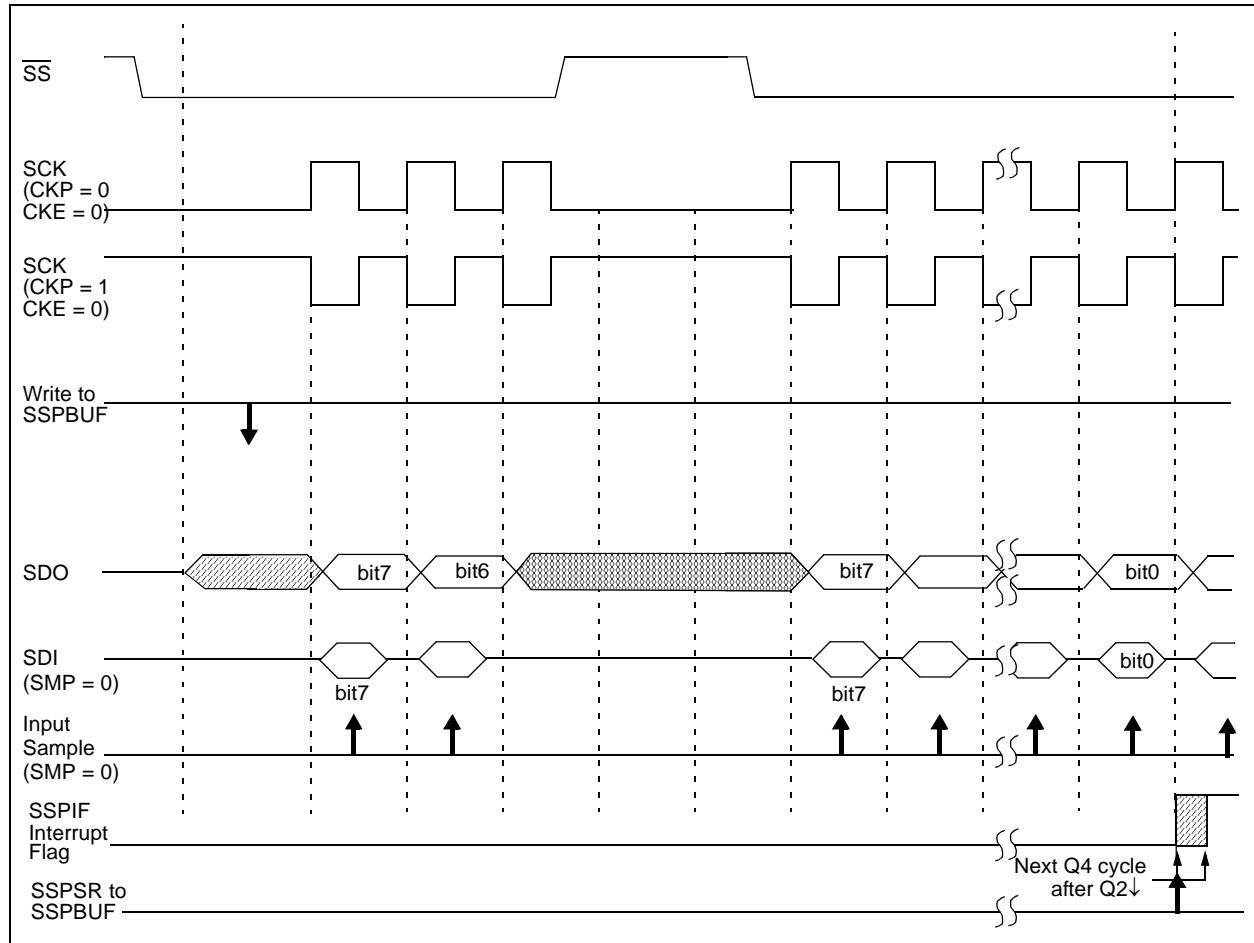 SS
SCK
(CKP = 0
CKE = 0)
SCK
(CKP = 1
CKE = 0)
Write to
SSPBUF
SDO
bit7
bit6
bit7
bit0
SDI
(SMP = 0)
bit7
bit7
bit0
Input
Sample
(SMP = 0)
SSPIF
Interrupt
Flag
Next Q4 cycle
after Q2↓
SSPSR to
SSPBUF